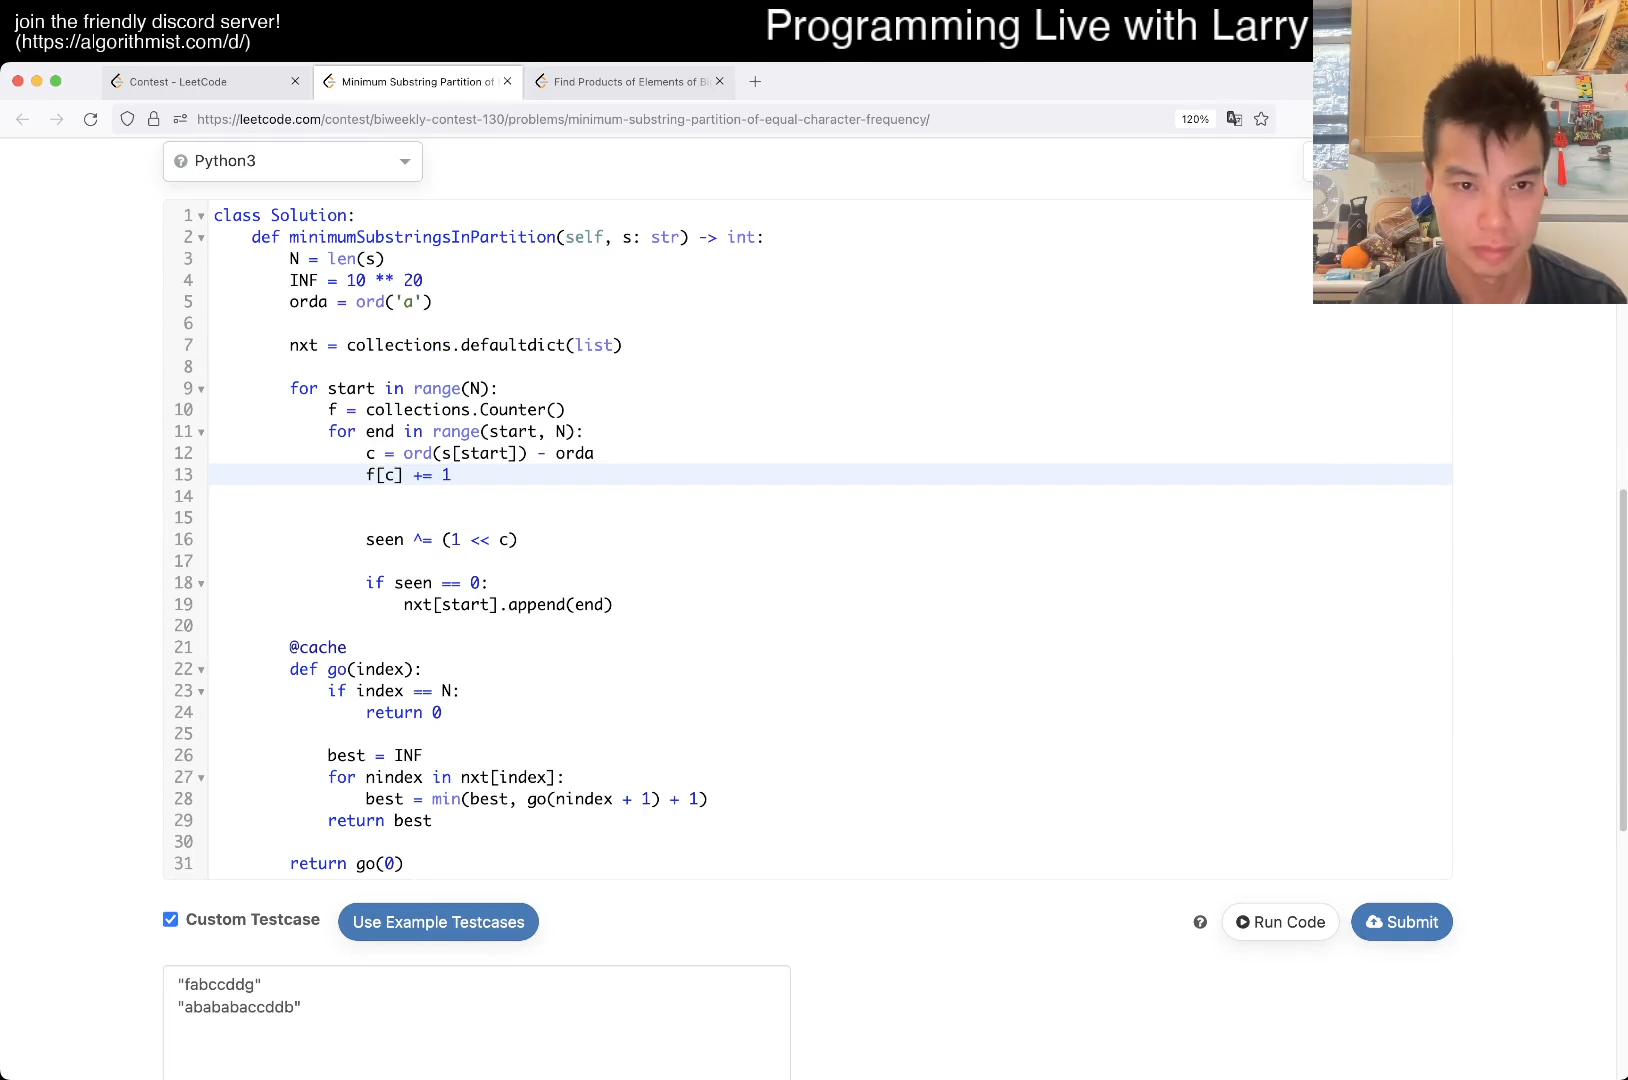 join the friendly discord server!
(https://algorithmist.com/d/)
Programming Live with Larry
Contest - LeetCode
Minimum Substring Partition of
Find Products of Elements of Bi
https://leetcode.com/contest/biweekly-contest-130/problems/minimum-substring-partition-of-equal-character-frequency/
120%
Python3
1 class Solution:
2 def minimumSubstringsInPartition(self, s: str) -> int:
3 N = len(s)
4 INF = 10 ** 20
5 orda = ord('a')
6
7 nxt = collections.defaultdict(list)
8
9 for start in range(N):
10 f = collections.Counter()
11 for end in range(start, N):
12 c = ord(s[start]) - orda
13 f[c] += 1
14
15
16 seen ^= (1 << c)
17
18 if seen == 0:
19 nxt[start].append(end)
20
21 @cache
22 def go(index):
23 if index == N:
24 return 0
25
26 best = INF
27 for nindex in nxt[index]:
28 best = min(best, go(nindex + 1) + 1)
29 return best
30
31 return go(0)
Custom Testcase
Use Example Testcases
Run Code
Submit
"fabccddg"
"abababaccddb"